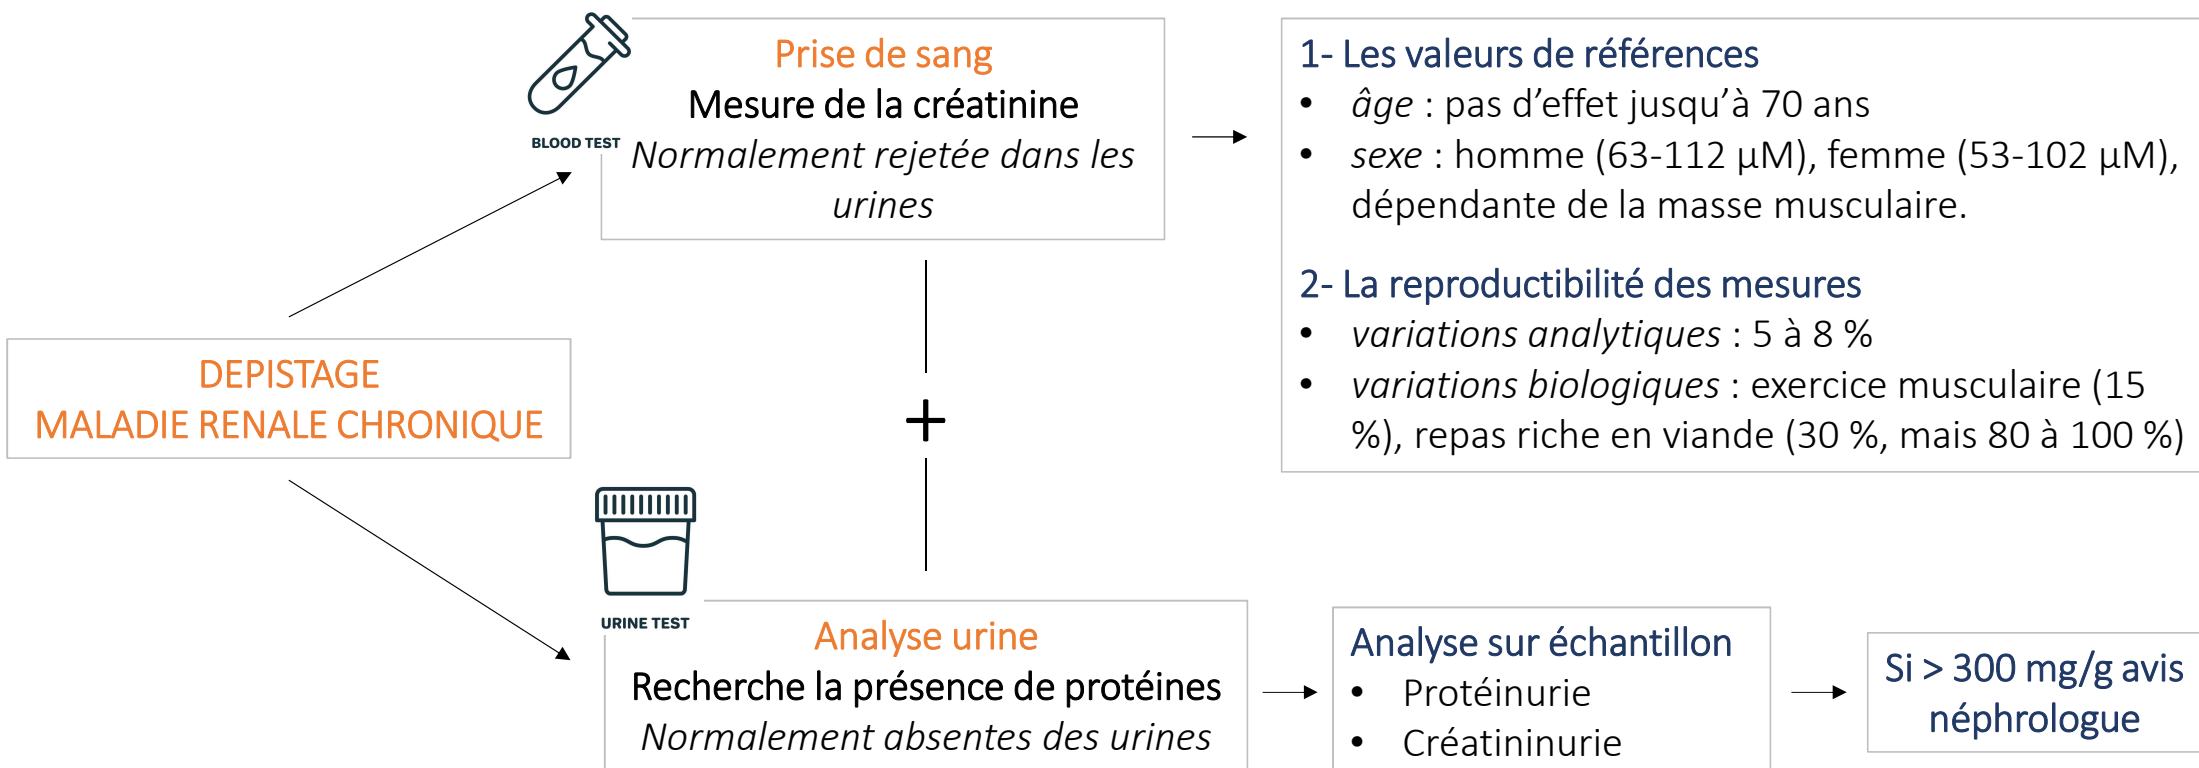 BLOOD TEST
Prise de sang
Mesure de la créatinine
Normalement rejetée dans les
urines
1- Les valeurs de références
• âge : pas d’effet jusqu’à 70 ans
• sexe : homme (63-112 µM), femme (53-102 µM),
dépendante de la masse musculaire.
2- La reproductibilité des mesures
• variations analytiques : 5 à 8 %
• variations biologiques : exercice musculaire (15
%), repas riche en viande (30 %, mais 80 à 100 %)
DEPISTAGE
MALADIE RENALE CHRONIQUE
+
URINE TEST
Analyse urine
Recherche la présence de protéines
Normalement absentes des urines
Analyse sur échantillon
• Protéinurie
• Créatininurie
Si > 300 mg/g avis
néphrologue